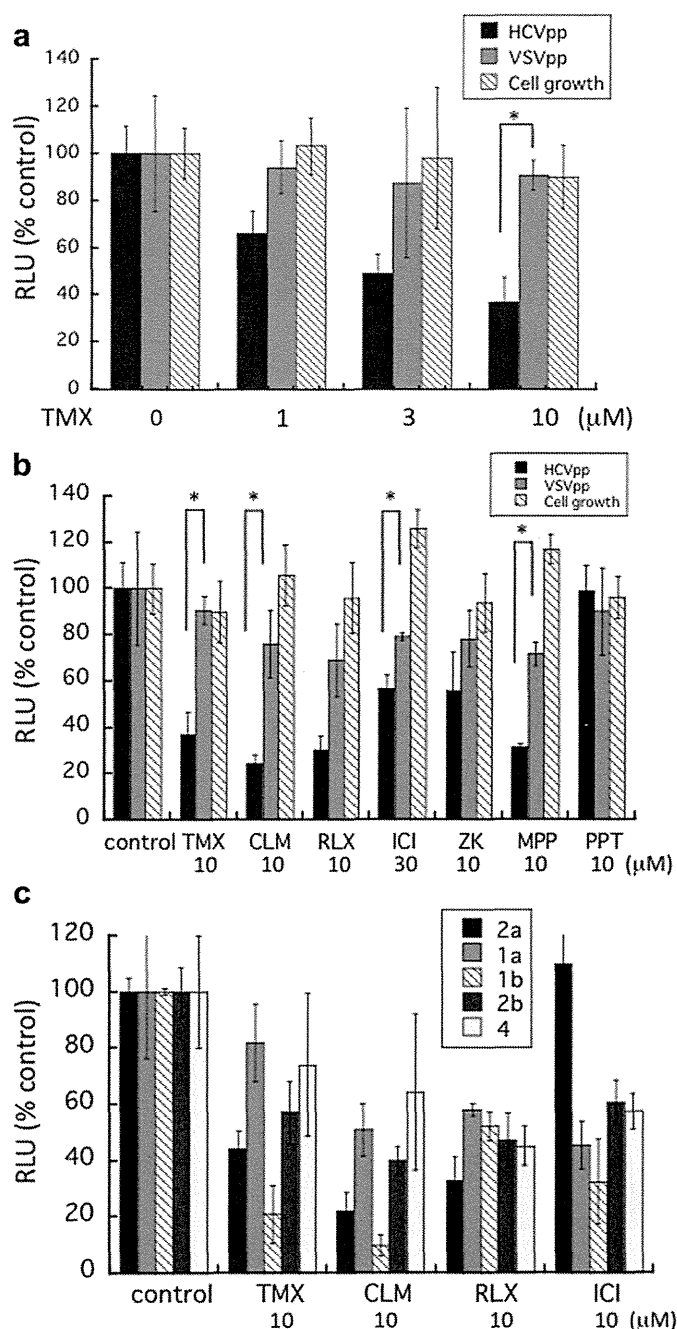 a
HCVpp
VSVpp
Cell growth
140
120
100
80
60
40
20
0
RLU (% control)
*
TMX 0 1 3 10 (μM)
b
HCVpp
VSVpp
Cell growth
140
120
100
80
60
40
20
0
RLU (% control)
* * * *
control TMX CLM RLX ICI ZK MPP PPT
10 10 10 30 10 10 10 (μM)
c
2a
1a
1b
2b
4
120
100
80
60
40
20
0
RLU (% control)
control TMX CLM RLX ICI
10 10 10 10 (μM)